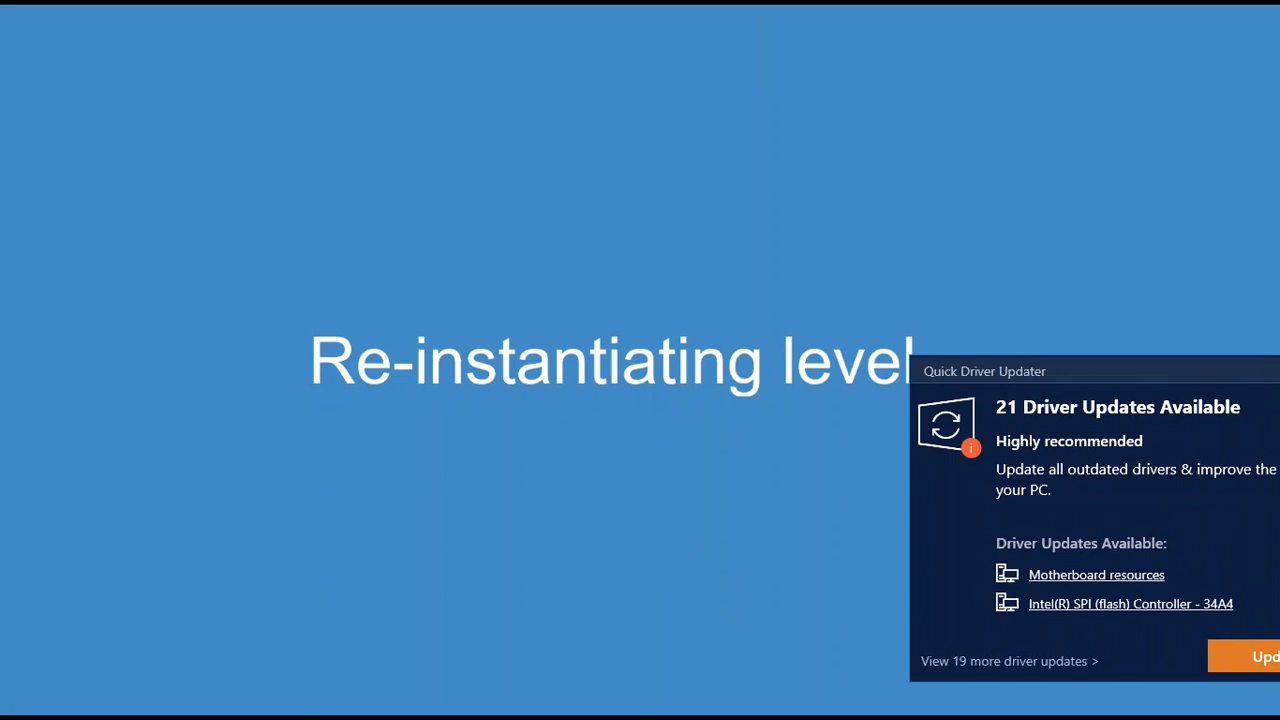 Re-instantiating level
Quick Driver Updater
21 Driver Updates Available
Highly recommended
Update all outdated drivers & improve the
your PC.
Driver Updates Available:
Motherboard resources
Intel(R) SPI (flash) Controller - 34A4
View 19 more driver updates >